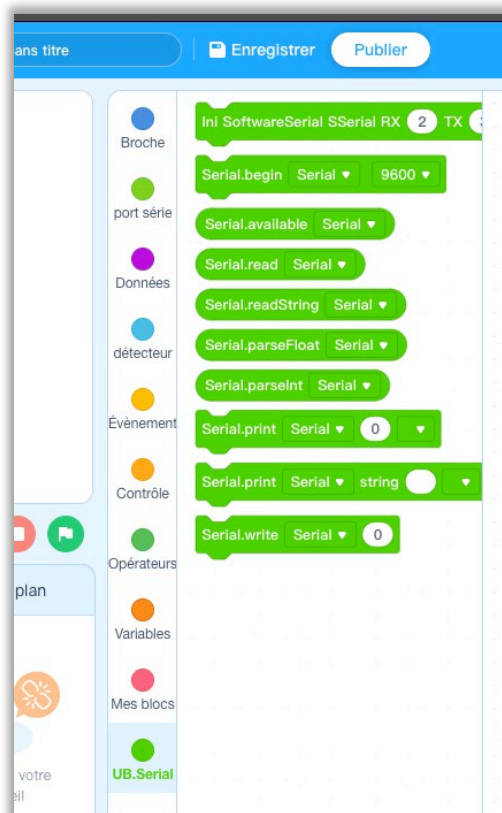 ans titre
Enregistrer
Publier
Ini SoftwareSerial SSerial RX 2 TX
Broche
Serial.begin Serial 9600
port série
Serial.available Serial
Serial.read Serial
Données
Serial.readString Serial
détecteur
Serial.parseFloat Serial
Serial.parseInt Serial
Évènement
Serial.print Serial 0
Contrôle
Serial.print Serial string
Serial.write Serial 0
Opérateurs
plan
Variables
Mes blocs
votre
eil
UB.Serial